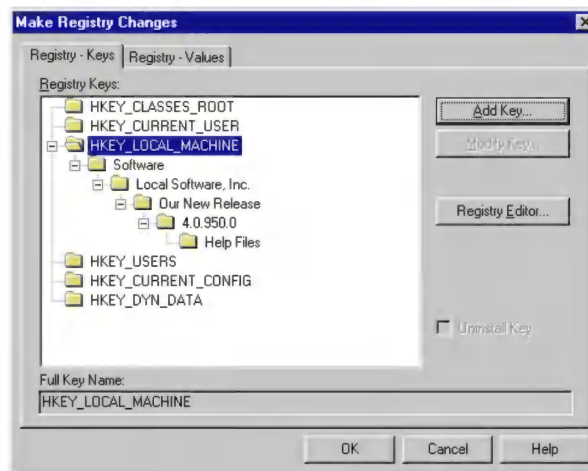 Make Registry Changes
Registry - Keys
Registry - Values
Registry Keys:
HKEY_CLASSES_ROOT
HKEY_CURRENT_USER
HKEY_LOCAL_MACHINE
Software
Local Software, Inc.
Our New Release
4.0.950.0
Help Files
HKEY_USERS
HKEY_CURRENT_CONFIG
HKEY_DYN_DATA
Add Key...
Modify Key...
Registry Editor...
Uninstall Key
Full Key Name:
HKEY_LOCAL_MACHINE
OK
Cancel
Help